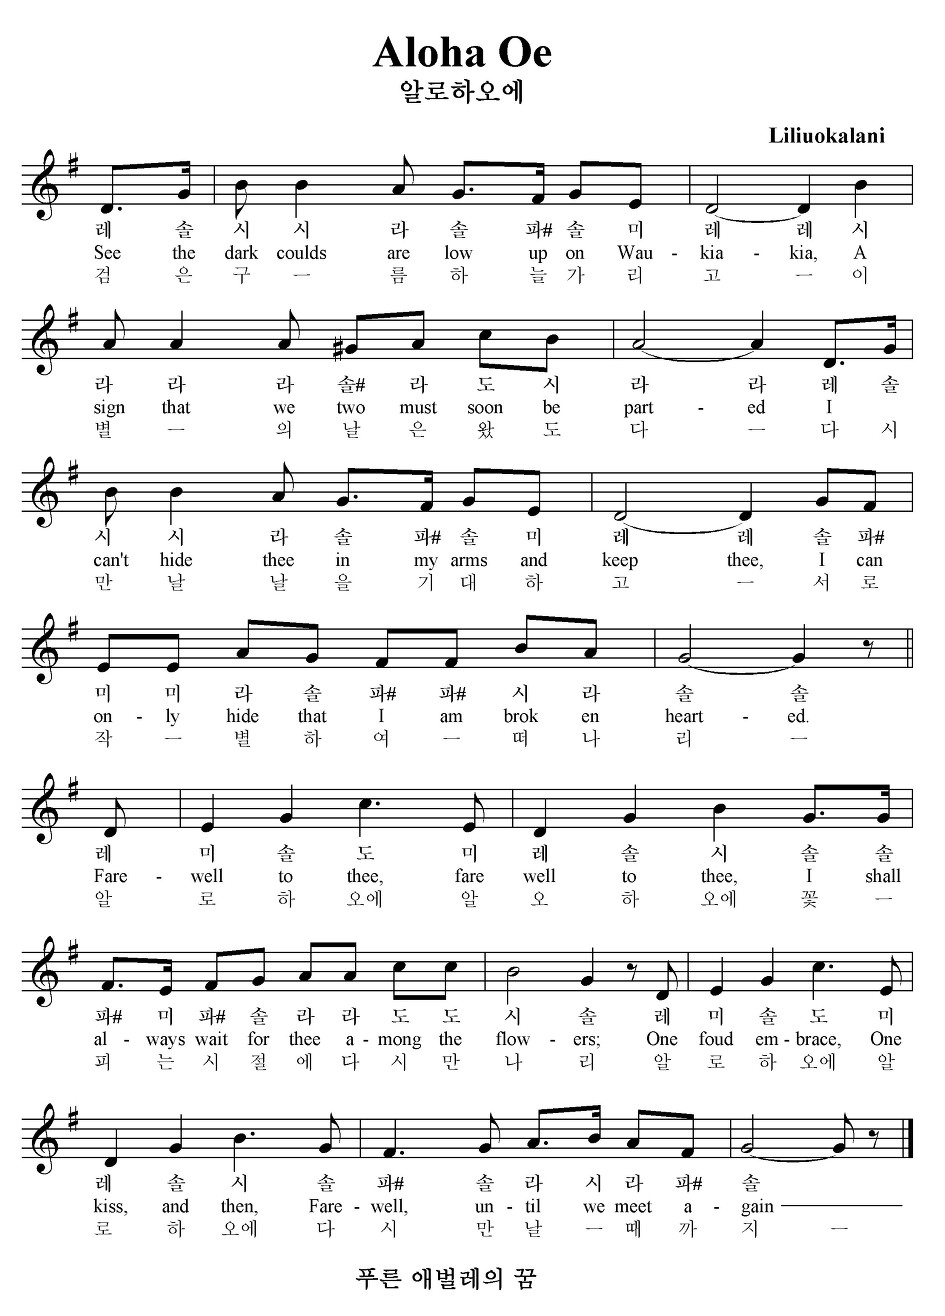 Aloha Oe
알로하오에
Liliuokalani
레 솔 시 시 라 솔 파# 솔 미 레 레 시
See the dark coulds are low up on Wau - kia - kia, A
검 은 구 ㅡ 름 하 늘 가 리 고 ㅡ 이
라 라 라 솔# 라 도 시 라 라 레 솔
sign that we two must soon be part - ed I
별 ㅡ 의 날 은 왔 도 다 ㅡ 다 시
시 시 라 솔 파# 솔 미 레 레 솔 파#
can't hide thee in my arms and keep thee, I can
만 날 날 을 기 대 하 고 ㅡ 서 로
미 미 라 솔 파# 파# 시 라 솔 솔
on - ly hide that I am brok en heart - ed.
작 ㅡ 별 하 여 ㅡ 떠 나 리 ㅡ
레 미 솔 도 미 레 솔 시 솔 솔
Fare - well to thee, fare well to thee, I shall
알 로 하 오에 알 오 하 오에 꽃 ㅡ
파# 미 파# 솔 라 라 도 도 시 솔 레 미 솔 도 미
al - ways wait for thee a - mong the flow - ers; One foud em - brace, One
피 는 시 절 에 다 시 만 나 리 알 로 하 오에 알
레 솔 시 솔 파# 솔 라 시 라 파# 솔
kiss, and then, Fare - well, un - til we meet a - gain
로 하 오에 다 시 만 날 ㅡ 때 까 지 ㅡ
푸른 애벌레의 꿈